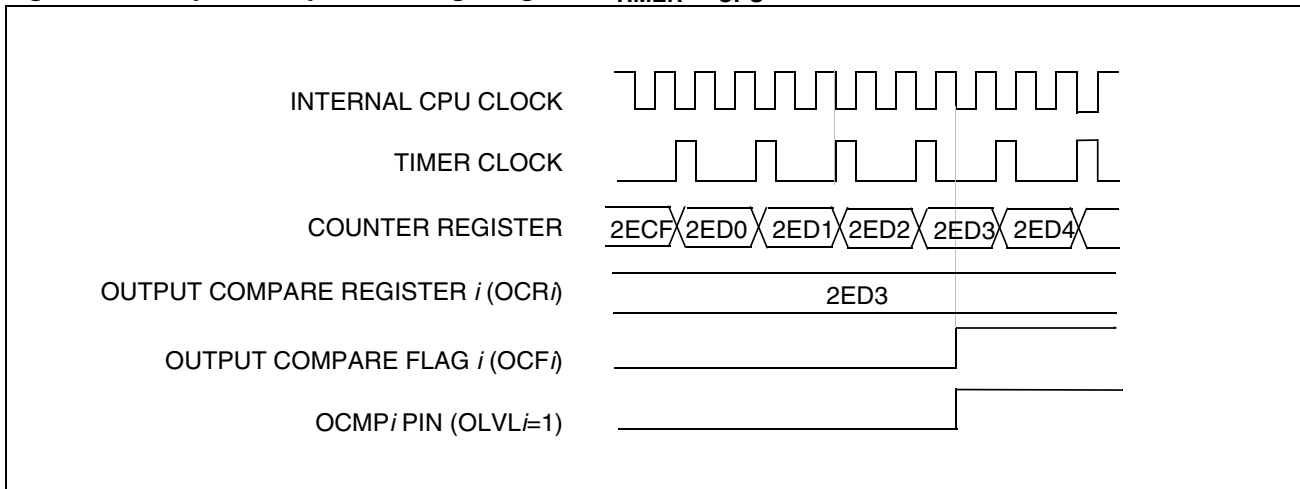 INTERNAL CPU CLOCK
TIMER CLOCK
COUNTER REGISTER 2ECF 2ED0 2ED1 2ED2 2ED3 2ED4
OUTPUT COMPARE REGISTER i (OCRi) 2ED3
OUTPUT COMPARE FLAG i (OCFi)
OCMPi PIN (OLVLi=1)